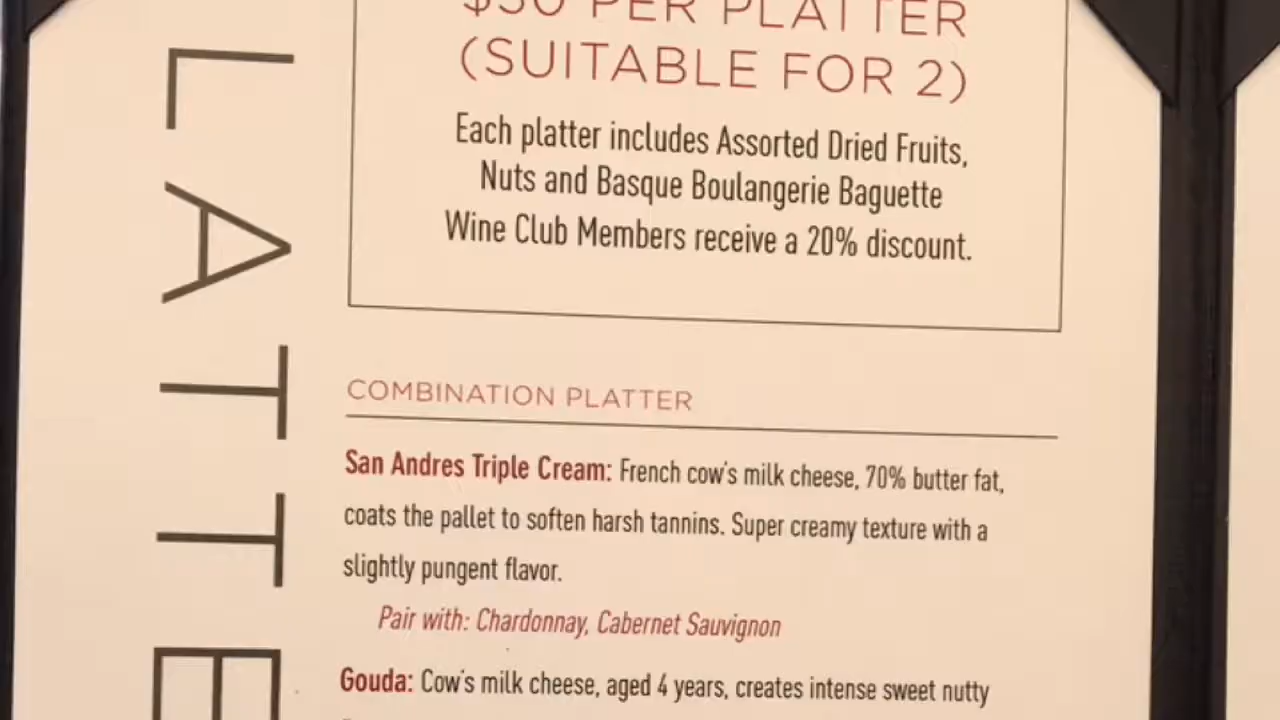 PER PLATTER
(SUITABLE FOR 2)
Each platter includes Assorted Dried Fruits,
Nuts and Basque Boulangerie Baguette
Wine Club Members receive a 20% discount.
COMBINATION PLATTER
San Andres Triple Cream: French cow's milk cheese, 70% butter fat,
coats the pallet to soften harsh tannins. Super creamy texture with a
slightly pungent flavor.
Pair with: Chardonnay, Cabernet Sauvignon
Gouda: Cow's milk cheese, aged 4 years, creates intense sweet nutty
LATTE